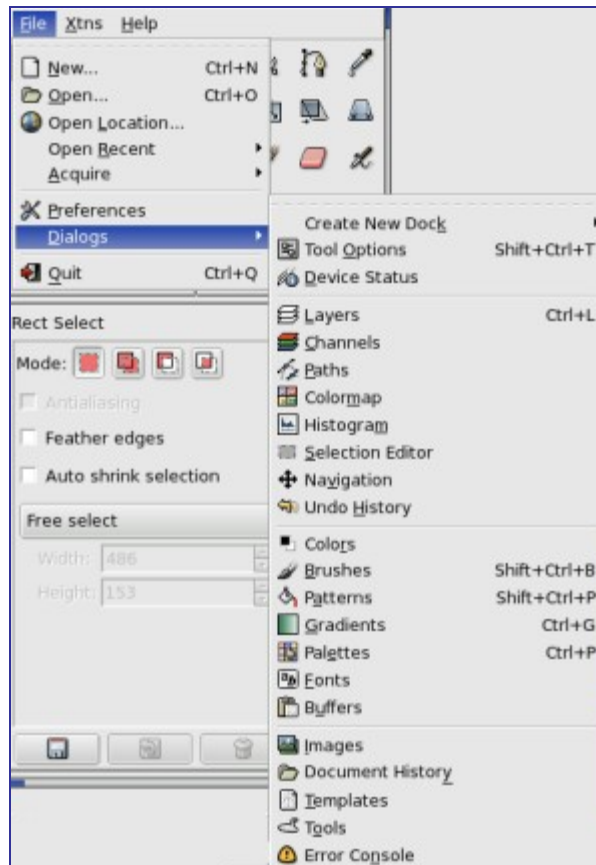 File Xtns Help
New... Ctrl+N
Open... Ctrl+O
Open Location...
Open Recent
Acquire
Preferences
Dialogs
Quit Ctrl+Q
Create New Dock
Tool Options Shift+Ctrl+T
Device Status
Layers Ctrl+L
Channels
Paths
Colormap
Histogram
Selection Editor
Navigation
Undo History
Colors
Brushes Shift+Ctrl+B
Patterns Shift+Ctrl+P
Gradients Ctrl+G
Palettes Ctrl+P
Fonts
Buffers
Images
Document History
Templates
Tools
Error Console
Rect Select
Mode:
Antialiasing
Feather edges
Auto shrink selection
Free select
Width: 486
Height: 153